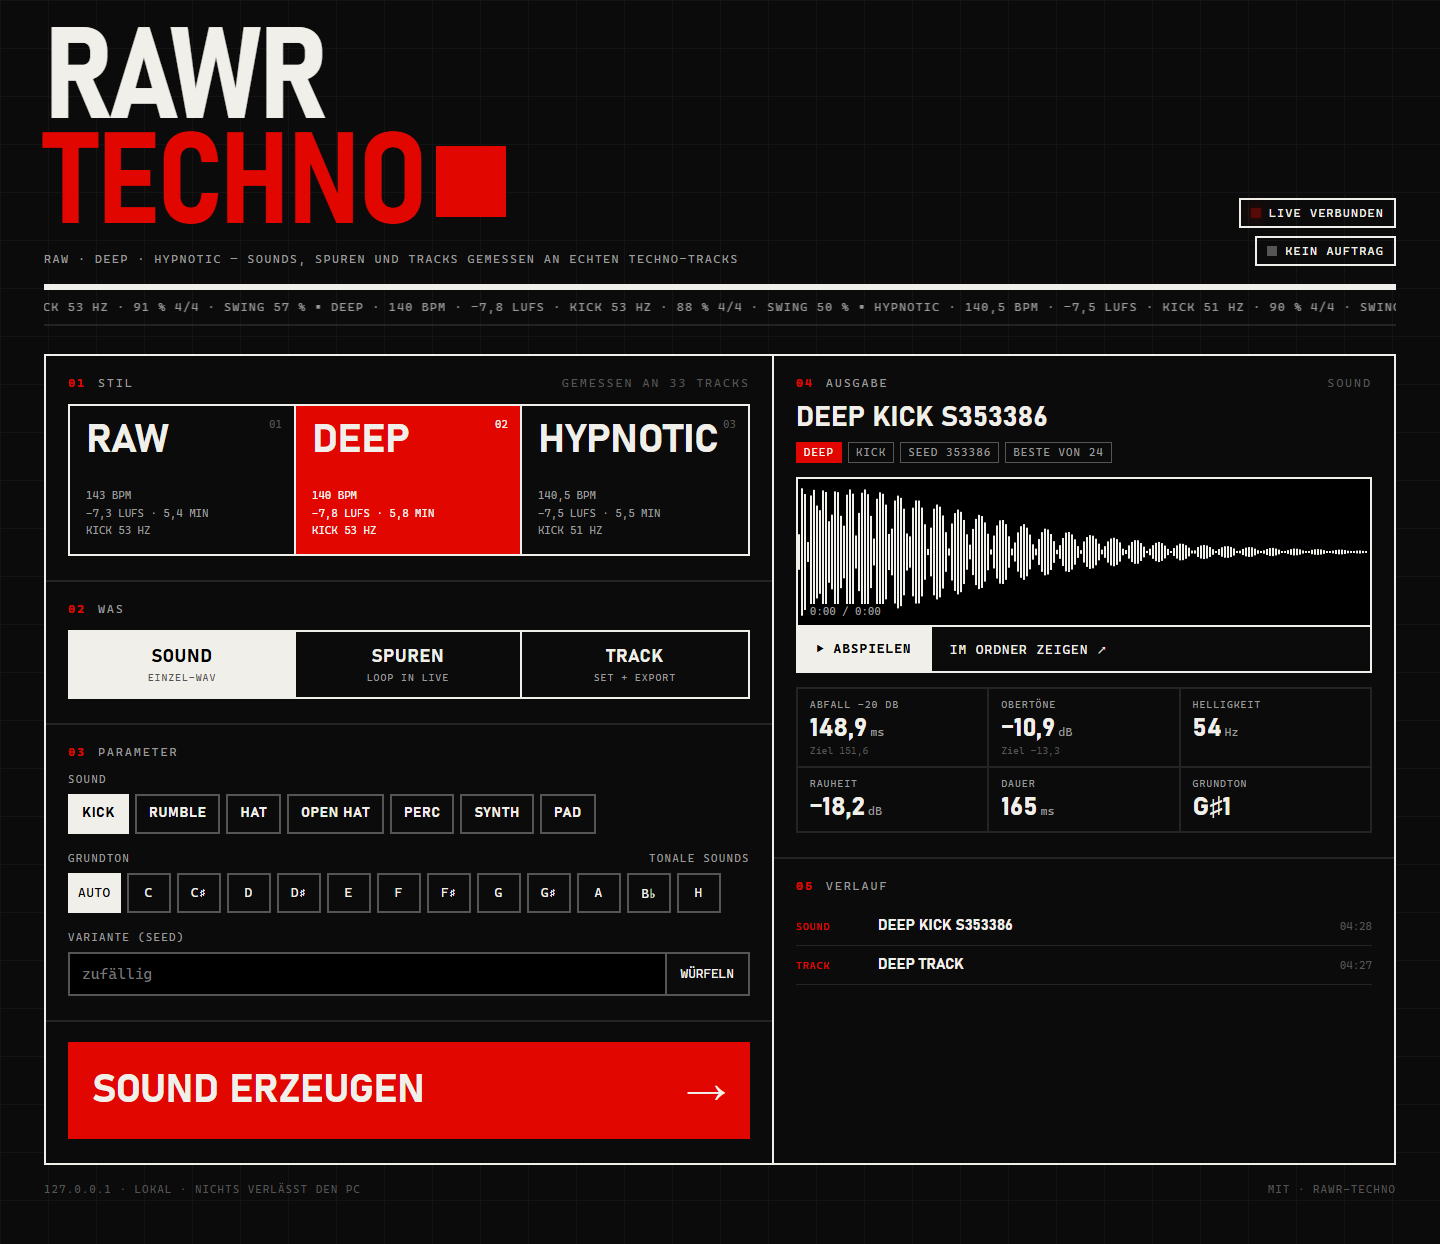 RAWR
TECHNO
LIVE VERBUNDEN
KEIN AUFTRAG
RAW · DEEP · HYPNOTIC — SOUNDS, SPUREN UND TRACKS GEMESSEN AN ECHTEN TECHNO-TRACKS
CK 53 HZ · 91 % 4/4 · SWING 57 % ▪ DEEP · 140 BPM · −7,8 LUFS · KICK 53 HZ · 88 % 4/4 · SWING 50 % ▪ HYPNOTIC · 140,5 BPM · −7,5 LUFS · KICK 51 HZ · 90 % 4/4 · SWING
01 STIL
GEMESSEN AN 33 TRACKS
RAW 01
143 BPM
−7,3 LUFS · 5,4 MIN
KICK 53 HZ
DEEP 02
140 BPM
−7,8 LUFS · 5,8 MIN
KICK 53 HZ
HYPNOTIC 03
140,5 BPM
−7,5 LUFS · 5,5 MIN
KICK 51 HZ
02 WAS
SOUND
EINZEL-WAV
SPUREN
LOOP IN LIVE
TRACK
SET + EXPORT
03 PARAMETER
SOUND
KICK RUMBLE HAT OPEN HAT PERC SYNTH PAD
GRUNDTON TONALE SOUNDS
AUTO C C♯ D D♯ E F F♯ G G♯ A B♭ H
VARIANTE (SEED)
zufällig WÜRFELN
SOUND ERZEUGEN →
04 AUSGABE SOUND
DEEP KICK S353386
DEEP KICK SEED 353386 BESTE VON 24
0:00 / 0:00
▶ ABSPIELEN IM ORDNER ZEIGEN ↗
ABFALL −20 DB
148,9 ms
Ziel 151,6
OBERTÖNE
−10,9 dB
Ziel −13,3
HELLIGKEIT
54 Hz
RAUHEIT
−18,2 dB
DAUER
165 ms
GRUNDTON
G♯1
05 VERLAUF
SOUND DEEP KICK S353386 04:28
TRACK DEEP TRACK 04:27
127.0.0.1 · LOKAL · NICHTS VERLÄSST DEN PC
MIT · RAWR-TECHNO